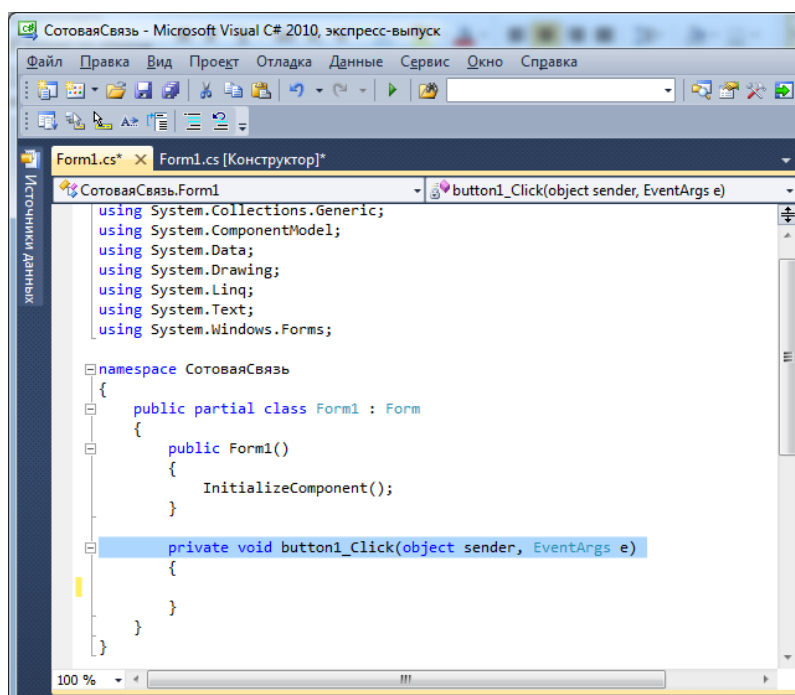 СотоваяСвязь - Microsoft Visual C# 2010, экспресс-выпуск
Файл Правка Вид Проект Отладка Данные Сервис Окно Справка
Form1.cs* Form1.cs [Конструктор]*
Источники данных
СотоваяСвязь.Form1 button1_Click(object sender, EventArgs e)
using System.Collections.Generic;
using System.ComponentModel;
using System.Data;
using System.Drawing;
using System.Linq;
using System.Text;
using System.Windows.Forms;
namespace СотоваяСвязь
{
public partial class Form1 : Form
{
public Form1()
{
InitializeComponent();
}
private void button1_Click(object sender, EventArgs e)
{
}
}
}
100 %